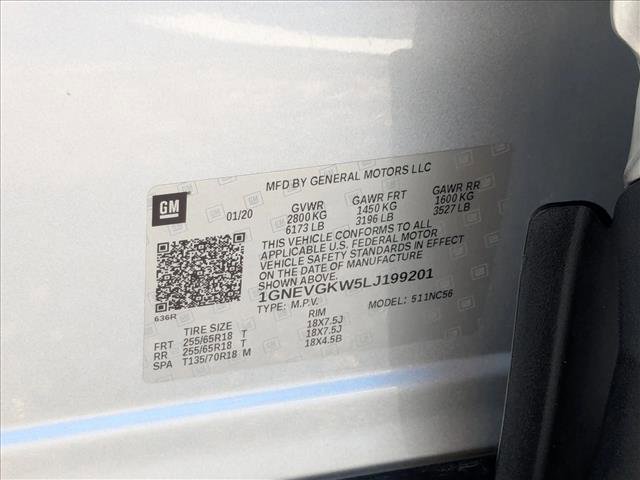 MFD BY GENERAL MOTORS LLC
GM
01/20 GVWR GAWR FRT GAWR RR
2800 KG 1450 KG 1600 KG
6173 LB 3196 LB 3527 LB
THIS VEHICLE CONFORMS TO ALL
APPLICABLE U.S. FEDERAL MOTOR
VEHICLE SAFETY STANDARDS IN EFFECT
ON THE DATE OF MANUFACTURE
SHOWN ABOVE.
1GNEVGKW5LJ199201
TYPE: M.P.V. MODEL: 511NC56
636R
TIRE SIZE RIM
FRT 255/65R18 T 18X7.5J
RR 255/65R18 T 18X7.5J
SPA T135/70R18 M 18X4.5B